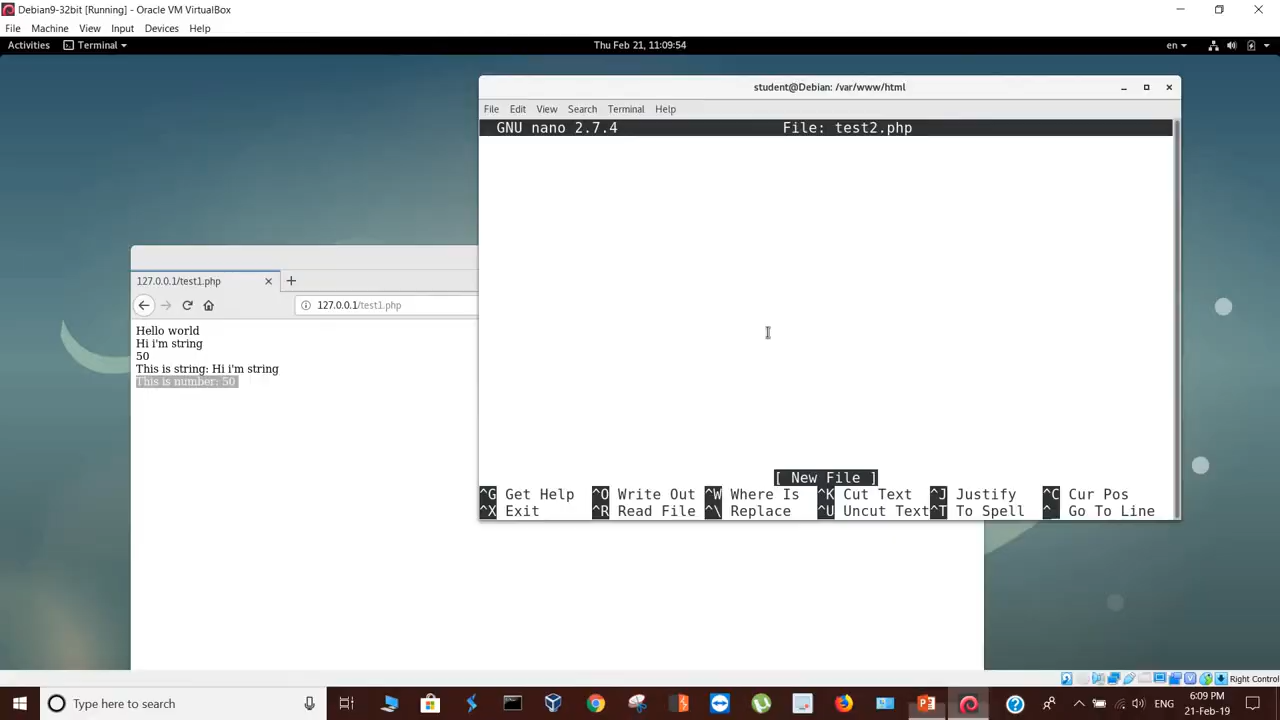 Debian9-32bit [Running] - Oracle VM VirtualBox
File Machine View Input Devices Help
Activities Terminal Thu Feb 21, 11:09:54 en
student@Debian: /var/www/html
File Edit View Search Terminal Help
GNU nano 2.7.4 File: test2.php
127.0.0.1/test1.php
127.0.0.1/test1.php
Hello world
Hi i'm string
50
This is string: Hi i'm string
This is number: 50
[ New File ]
^G Get Help ^O Write Out ^W Where Is ^K Cut Text ^J Justify ^C Cur Pos
^X Exit ^R Read File ^\ Replace ^U Uncut Text ^T To Spell ^_ Go To Line
Right Control
Type here to search
ENG
6:09 PM
21-Feb-19